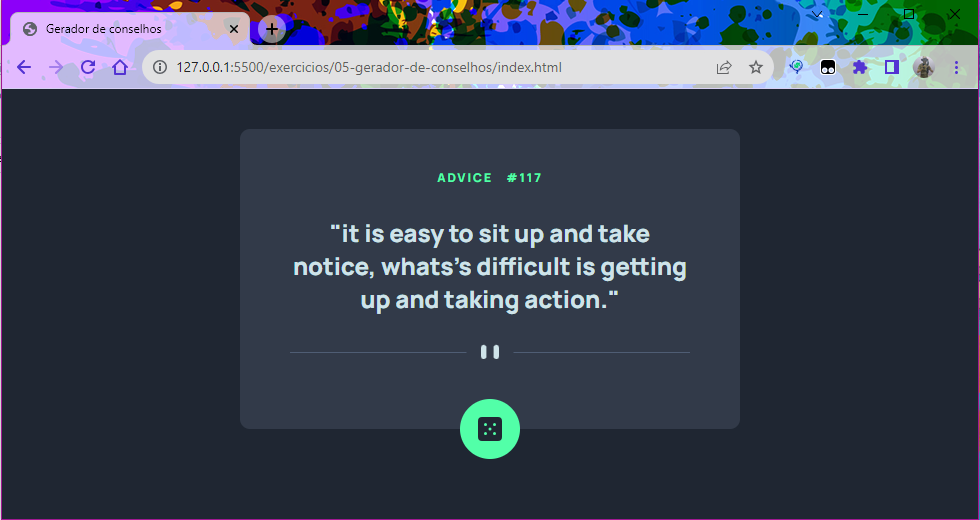 Gerador de conselhos
127.0.0.1:5500/exercicios/05-gerador-de-conselhos/index.html
ADVICE #117
"it is easy to sit up and take
notice, whats's difficult is getting
up and taking action."